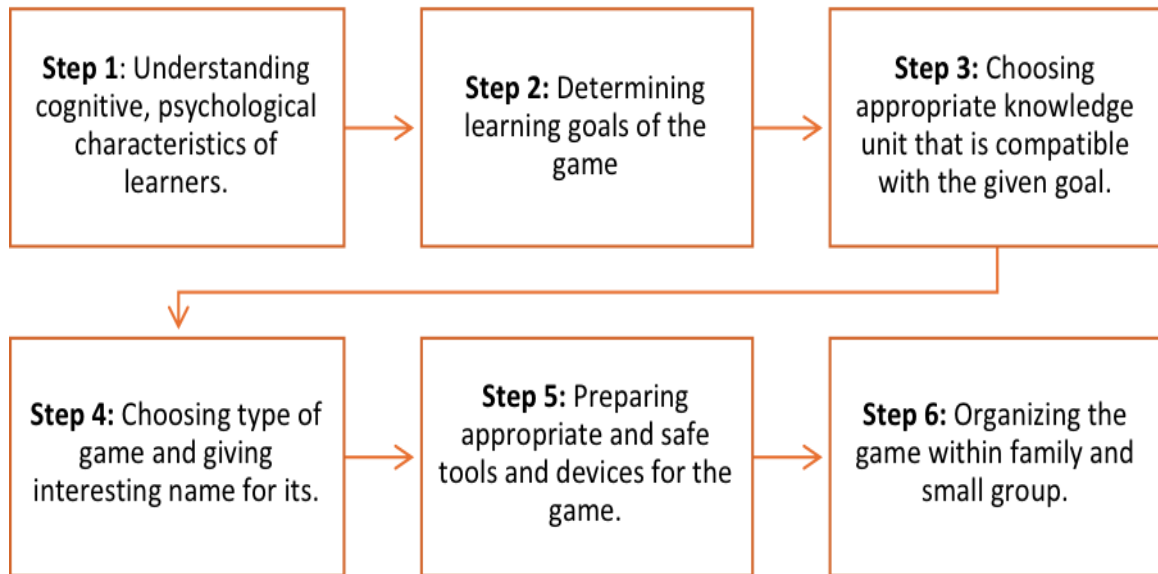 Step 1: Understanding
cognitive, psychological
characteristics of
learners.
Step 2: Determining
learning goals of the
game
Step 3: Choosing
appropriate knowledge
unit that is compatible
with the given goal.
Step 4: Choosing type of
game and giving
interesting name for its.
Step 5: Preparing
appropriate and safe
tools and devices for the
game.
Step 6: Organizing the
game within family and
small group.